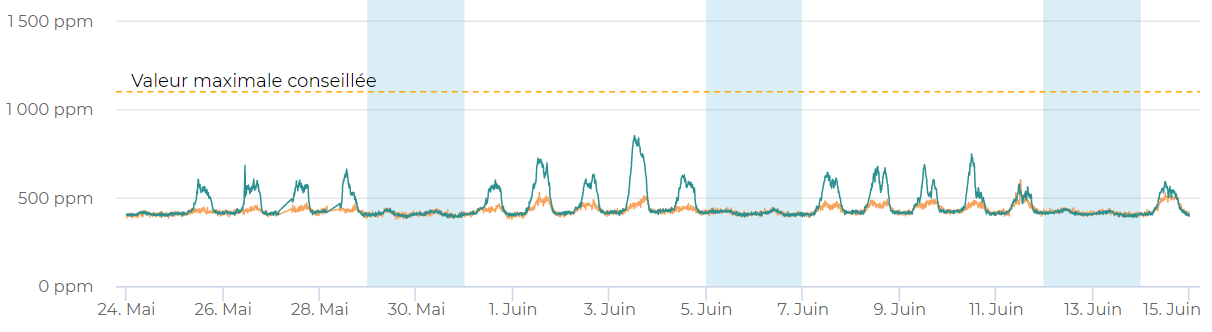 1 500 ppm
Valeur maximale conseillée
1 000 ppm
500 ppm
0 ppm
24. Mai 26. Mai 28. Mai 30. Mai 1. Juin 3. Juin 5. Juin 7. Juin 9. Juin 11. Juin 13. Juin 15. Juin